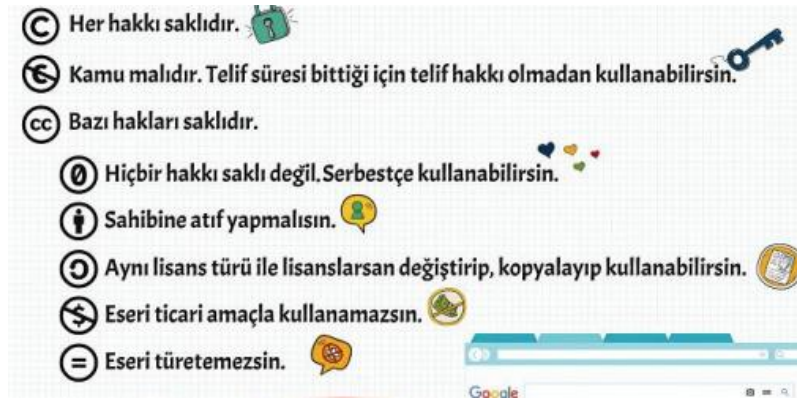 C Her hakkı saklıdır.
C Kamu malıdır. Telif süresi bittiği için telif hakkı olmadan kullanabilirsin.
cc Bazı hakları saklıdır.
0 Hiçbir hakkı saklı değil.Serbestçe kullanabilirsin.
Sahibine atıf yapmalısın.
Aynı lisans türü ile lisanslarsan değiştirip, kopyalayıp kullanabilirsin.
$ Eseri ticari amaçla kullanamazsın.
= Eseri türetemezsin.
Google